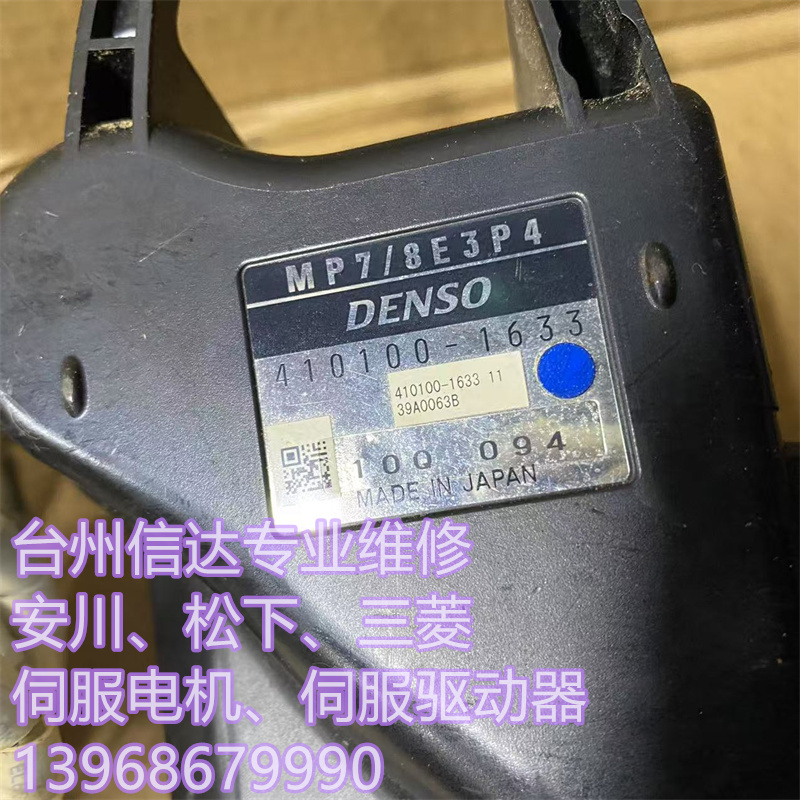 MP7/8E3P4
DENSO
410100-1633
410100-1633 11
39A0063B
10Q 094
MADE IN JAPAN
台州信达专业维修
安川、松下、三菱
伺服电机、伺服驱动器
13968679990